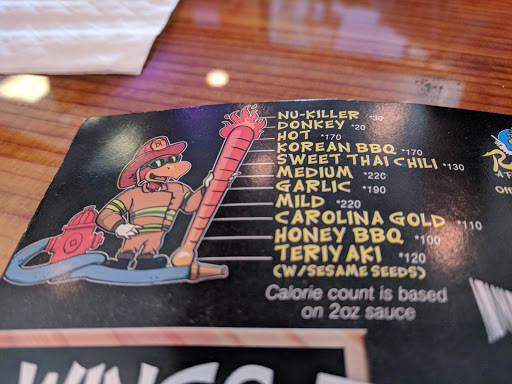 NU-KILLER *30
DONKEY *20
HOT *170
KOREAN BBQ *170
SWEET THAI CHILI *130
MEDIUM *220
GARLIC *190
MILD *220
CAROLINA GOLD *110
HONEY BBQ *100
TERIYAKI *120
(W/SESAME SEEDS)
Calorie count is based
on 2oz sauce
WINGS